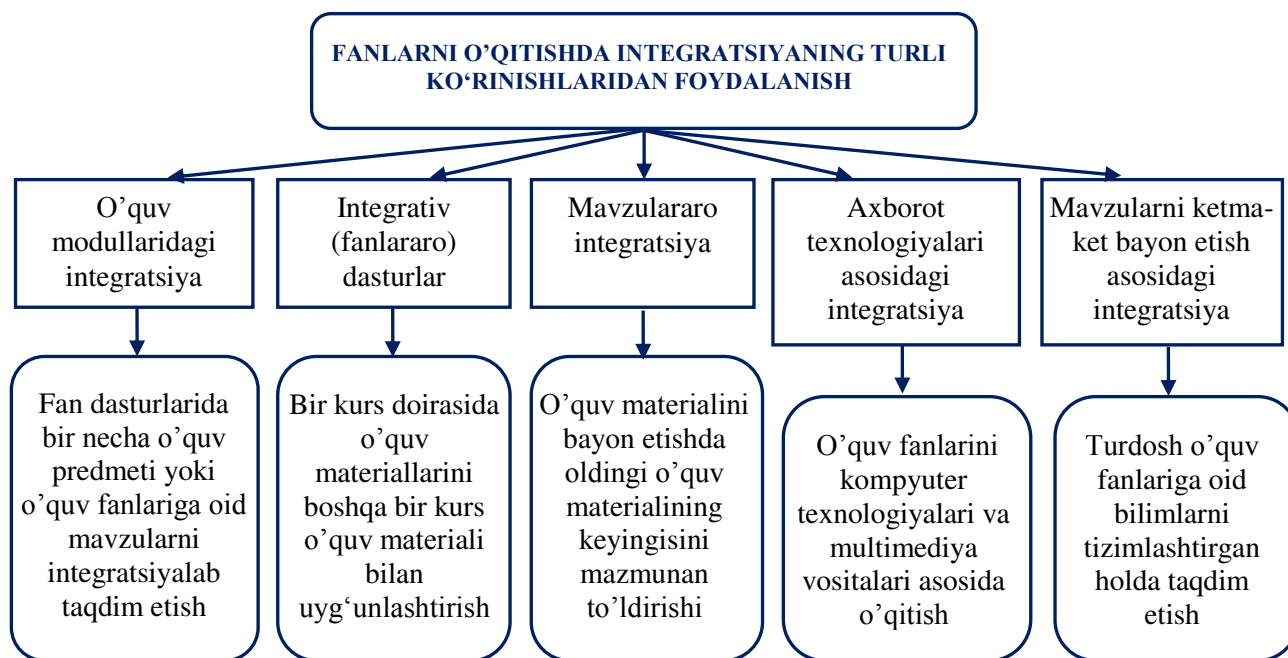 FANLARNI O’QITISHDA INTEGRATSIYANING TURLI
KO‘RINISHLARIDAN FOYDALANISH
O’quv
modullaridagi
integratsiya
Integrativ
(fanlararo)
dasturlar
Mavzulararo
integratsiya
Axborot
texnologiyalari
asosidagi
integratsiya
Mavzularni ketma-
ket bayon etish
asosidagi
integratsiya
Fan dasturlarida
bir necha o’quv
predmeti yoki
o’quv fanlariga oid
mavzularni
integratsiyalab
taqdim etish
Bir kurs doirasida
o’quv
materiallarini
boshqa bir kurs
o’quv materiali
bilan
uyg‘unlashtirish
O’quv materialini
bayon etishda
oldingi o’quv
materialining
keyingisini
mazmunan
to’ldirishi
O’quv fanlarini
kompyuter
texnologiyalari va
multimediya
vositalari asosida
o’qitish
Turdosh o’quv
fanlariga oid
bilimlarni
tizimlashtirgan
holda taqdim
etish